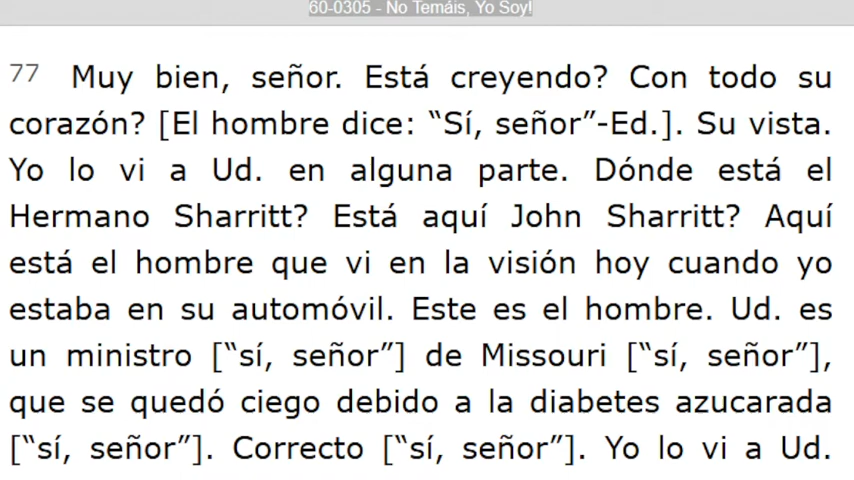 60-0305 - No Temáis, Yo Soy!
77 Muy bien, señor. Está creyendo? Con todo su
corazón? [El hombre dice: “Sí, señor”-Ed.]. Su vista.
Yo lo vi a Ud. en alguna parte. Dónde está el
Hermano Sharritt? Está aquí John Sharritt? Aquí
está el hombre que vi en la visión hoy cuando yo
estaba en su automóvil. Este es el hombre. Ud. es
un ministro [“sí, señor”] de Missouri [“sí, señor”],
que se quedó ciego debido a la diabetes azucarada
[“sí, señor”]. Correcto [“sí, señor”]. Yo lo vi a Ud.